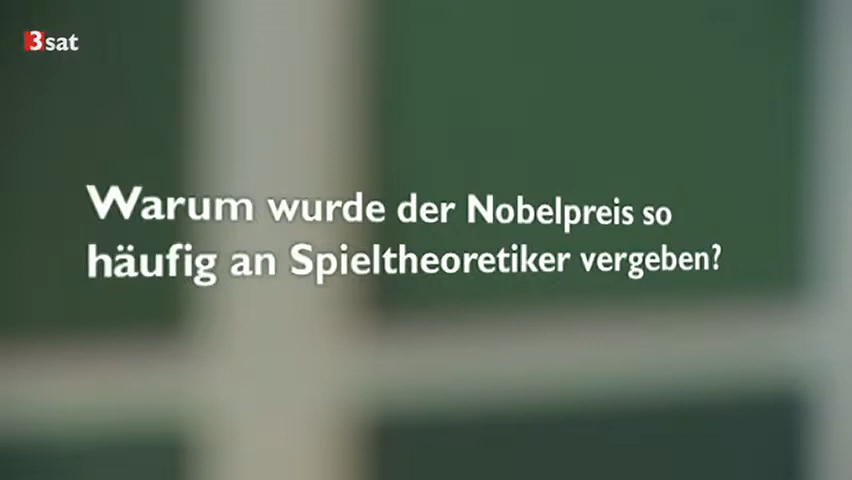 3sat
Warum wurde der Nobelpreis so
häufig an Spieltheoretiker vergeben?